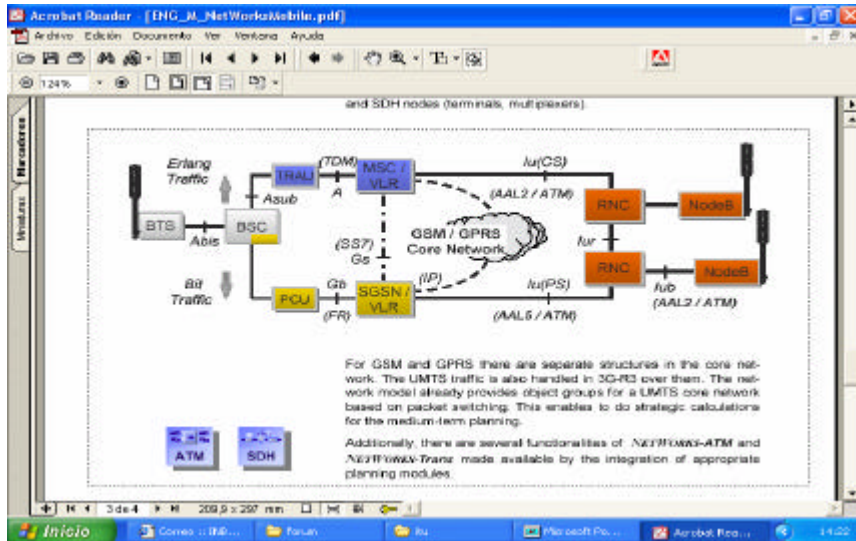 Acrobat Reader - [ENG_M_NetWorksMobile.pdf]
Archivo Edición Documento Ver Ventana Ayuda
124%
Marcadores
Miniaturas
and SDH nodes (terminals, multiplexers).
Erlang
Traffic
TRAU
(TDM)
A
MSC /
VLR
Iu(CS)
(AAL2 / ATM)
Asub
BTS
Abis
BSC
RNC
NodeB
(SS7)
Gs
GSM / GPRS
Core Network
Iur
Bit
Traffic
PCU
Gb
(FR)
SGSN /
VLR
(IP)
Iu(PS)
(AAL5 / ATM)
RNC
NodeB
Iub
(AAL2 / ATM)
For GSM and GPRS there are separate structures in the core net-
work. The UMTS traffic is also handled in 3G-R3 over them. The net-
work model already provides object groups for a UMTS core network
based on packet switching. This enables to do strategic calculations
for the medium-term planning.
Additionally, there are several functionalities of NETWORKS-ATM and
NETWORKS-Trans made available by the integration of appropriate
planning modules.
ATM
SDH
3 de 4
209,9 x 297 mm
Inicio
Correo
Forum
itu
Microsoft Po...
Acrobat Rea...
14:22